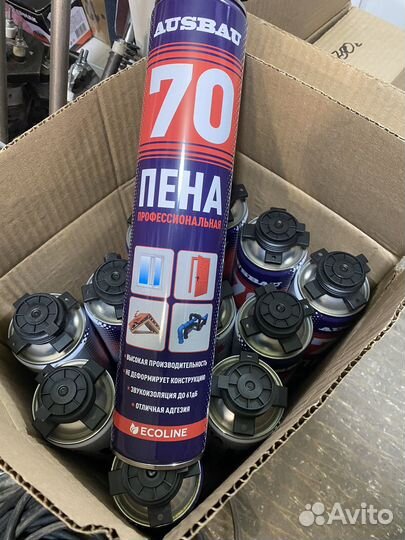 AUSBAU
70
ПЕНА
ПРОФЕССИОНАЛЬНАЯ
• ВЫСОКАЯ ПРОИЗВОДИТЕЛЬНОСТЬ
• НЕ ДЕФОРМИРУЕТ КОНСТРУКЦИИ
• ЗВУКОИЗОЛЯЦИЯ ДО 61дБ
• ОТЛИЧНАЯ АДГЕЗИЯ
ECOLINE
Avito